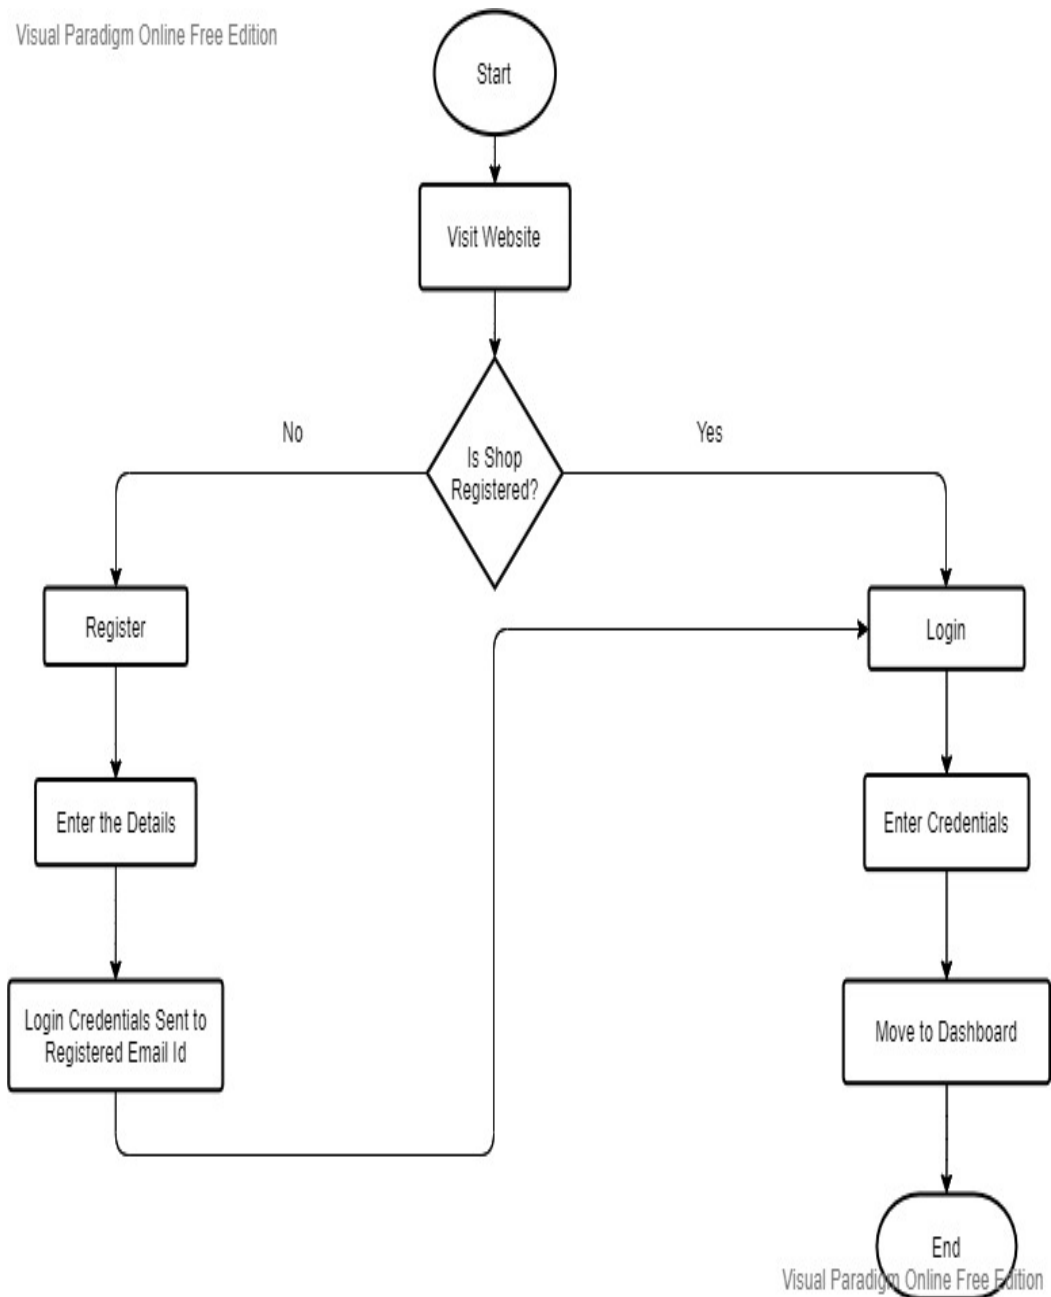 Visual Paradigm Online Free Edition
Start
Visit Website
No
Yes
Is Shop
Registered?
Register
Login
Enter the Details
Enter Credentials
Login Credentials Sent to
Registered Email Id
Move to Dashboard
End
Visual Paradigm Online Free Edition